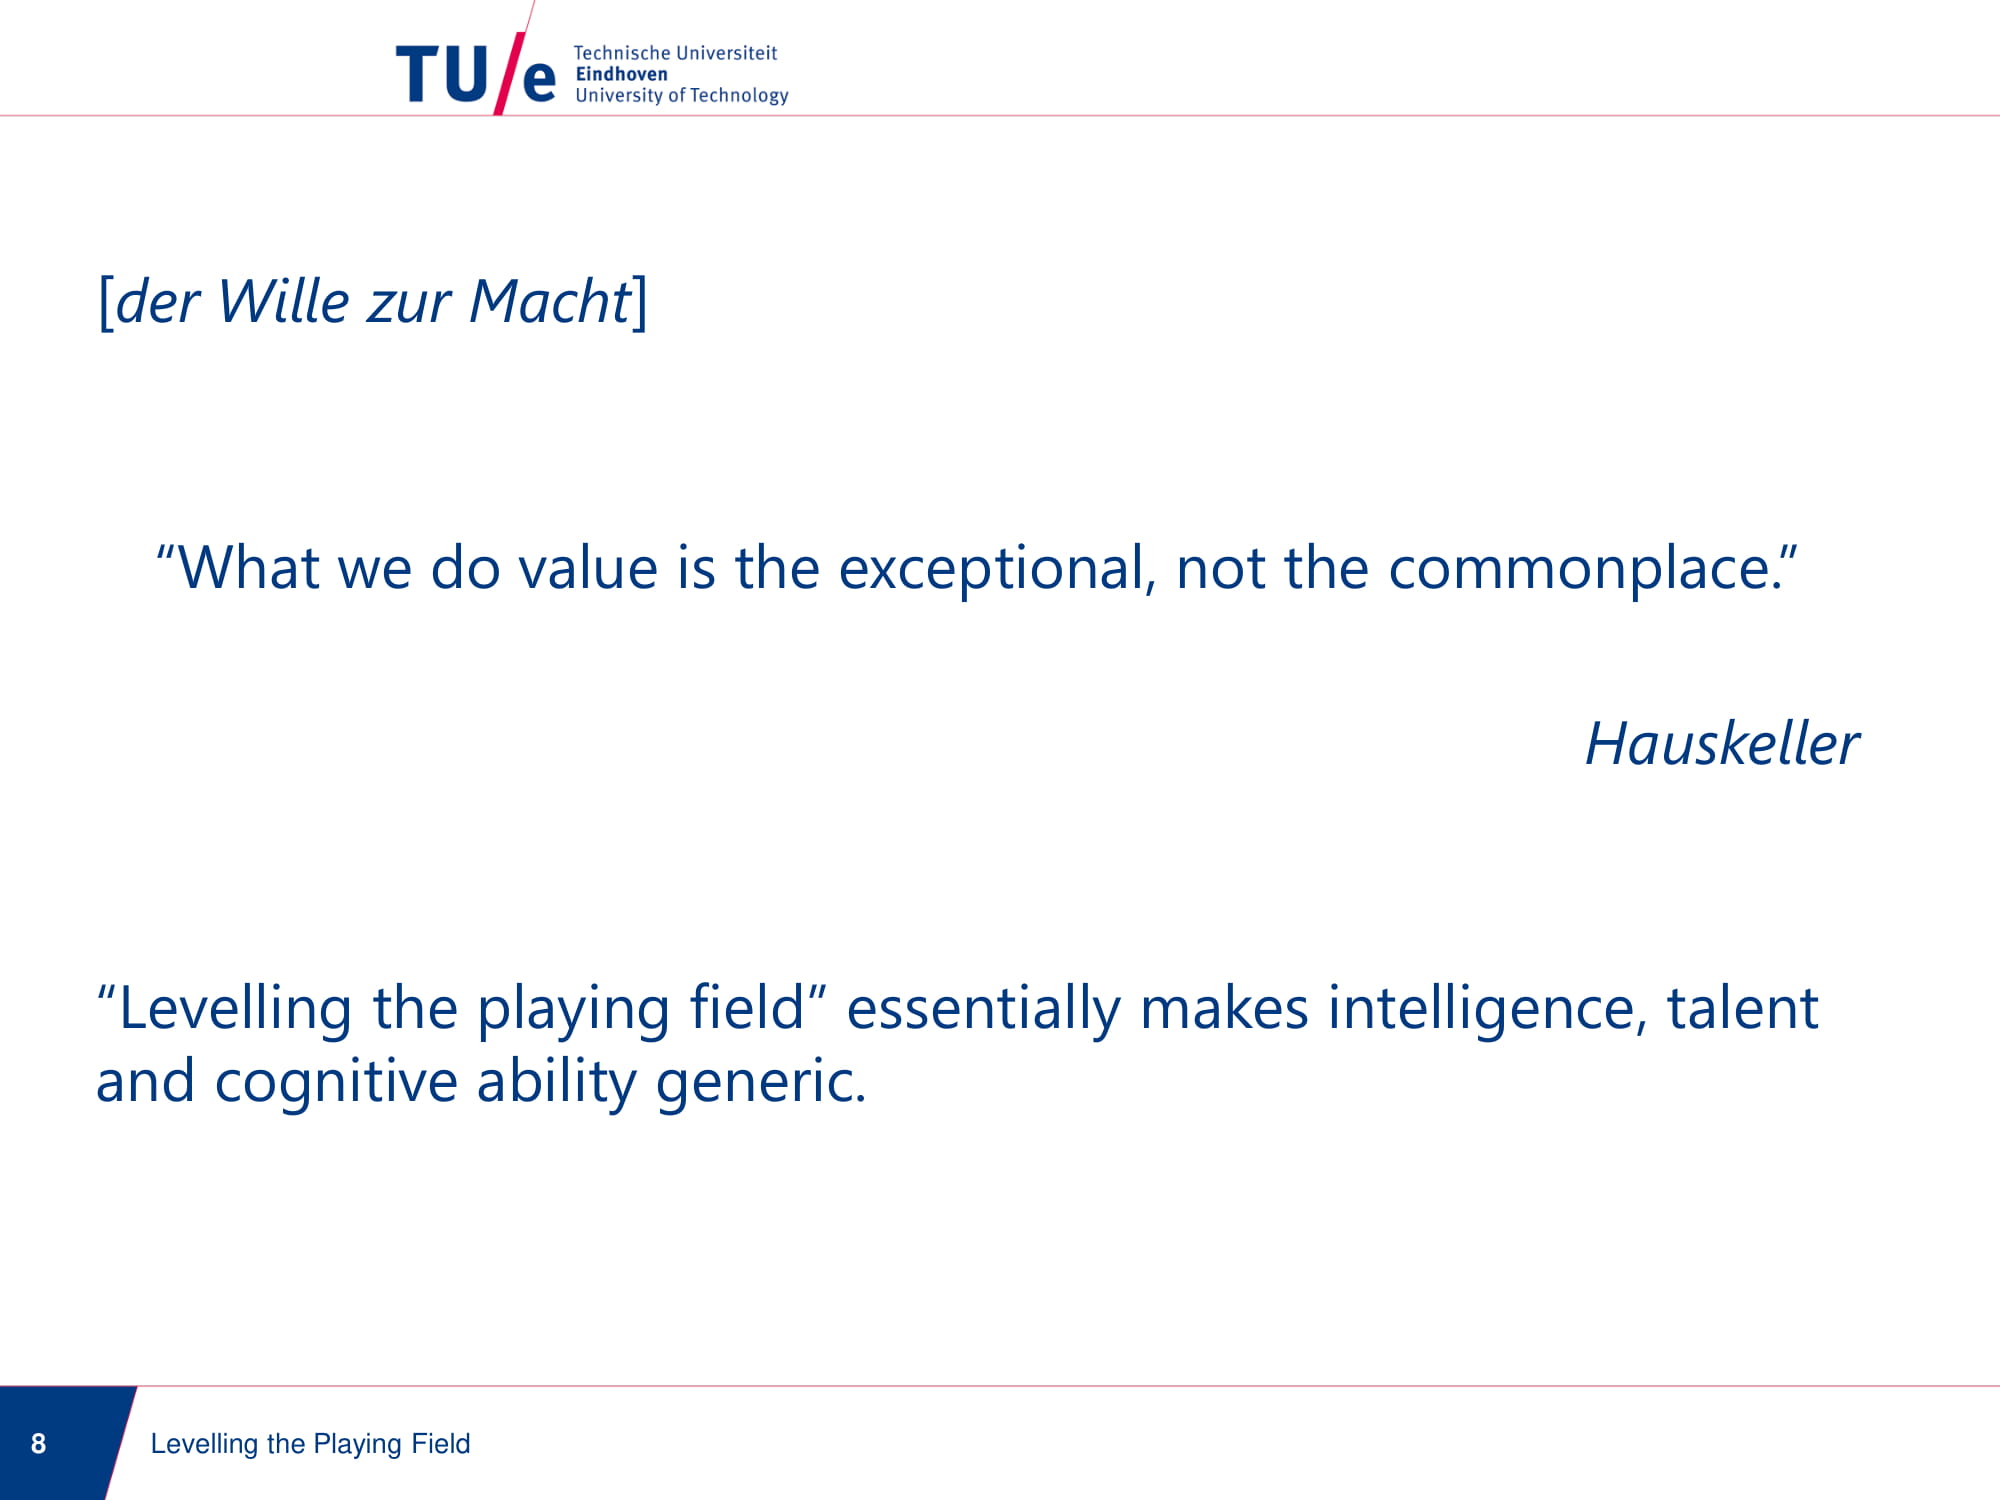 TU/e
Technische Universiteit
Eindhoven
University of Technology
[der Wille zur Macht]
“What we do value is the exceptional, not the commonplace.”
Hauskeller
“Levelling the playing field” essentially makes intelligence, talent
and cognitive ability generic.
8
Levelling the Playing Field